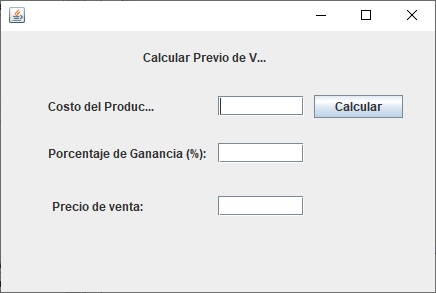 Calcular Previo de V...
Costo del Produc...
Calcular
Porcentaje de Ganancia (%):
Precio de venta: